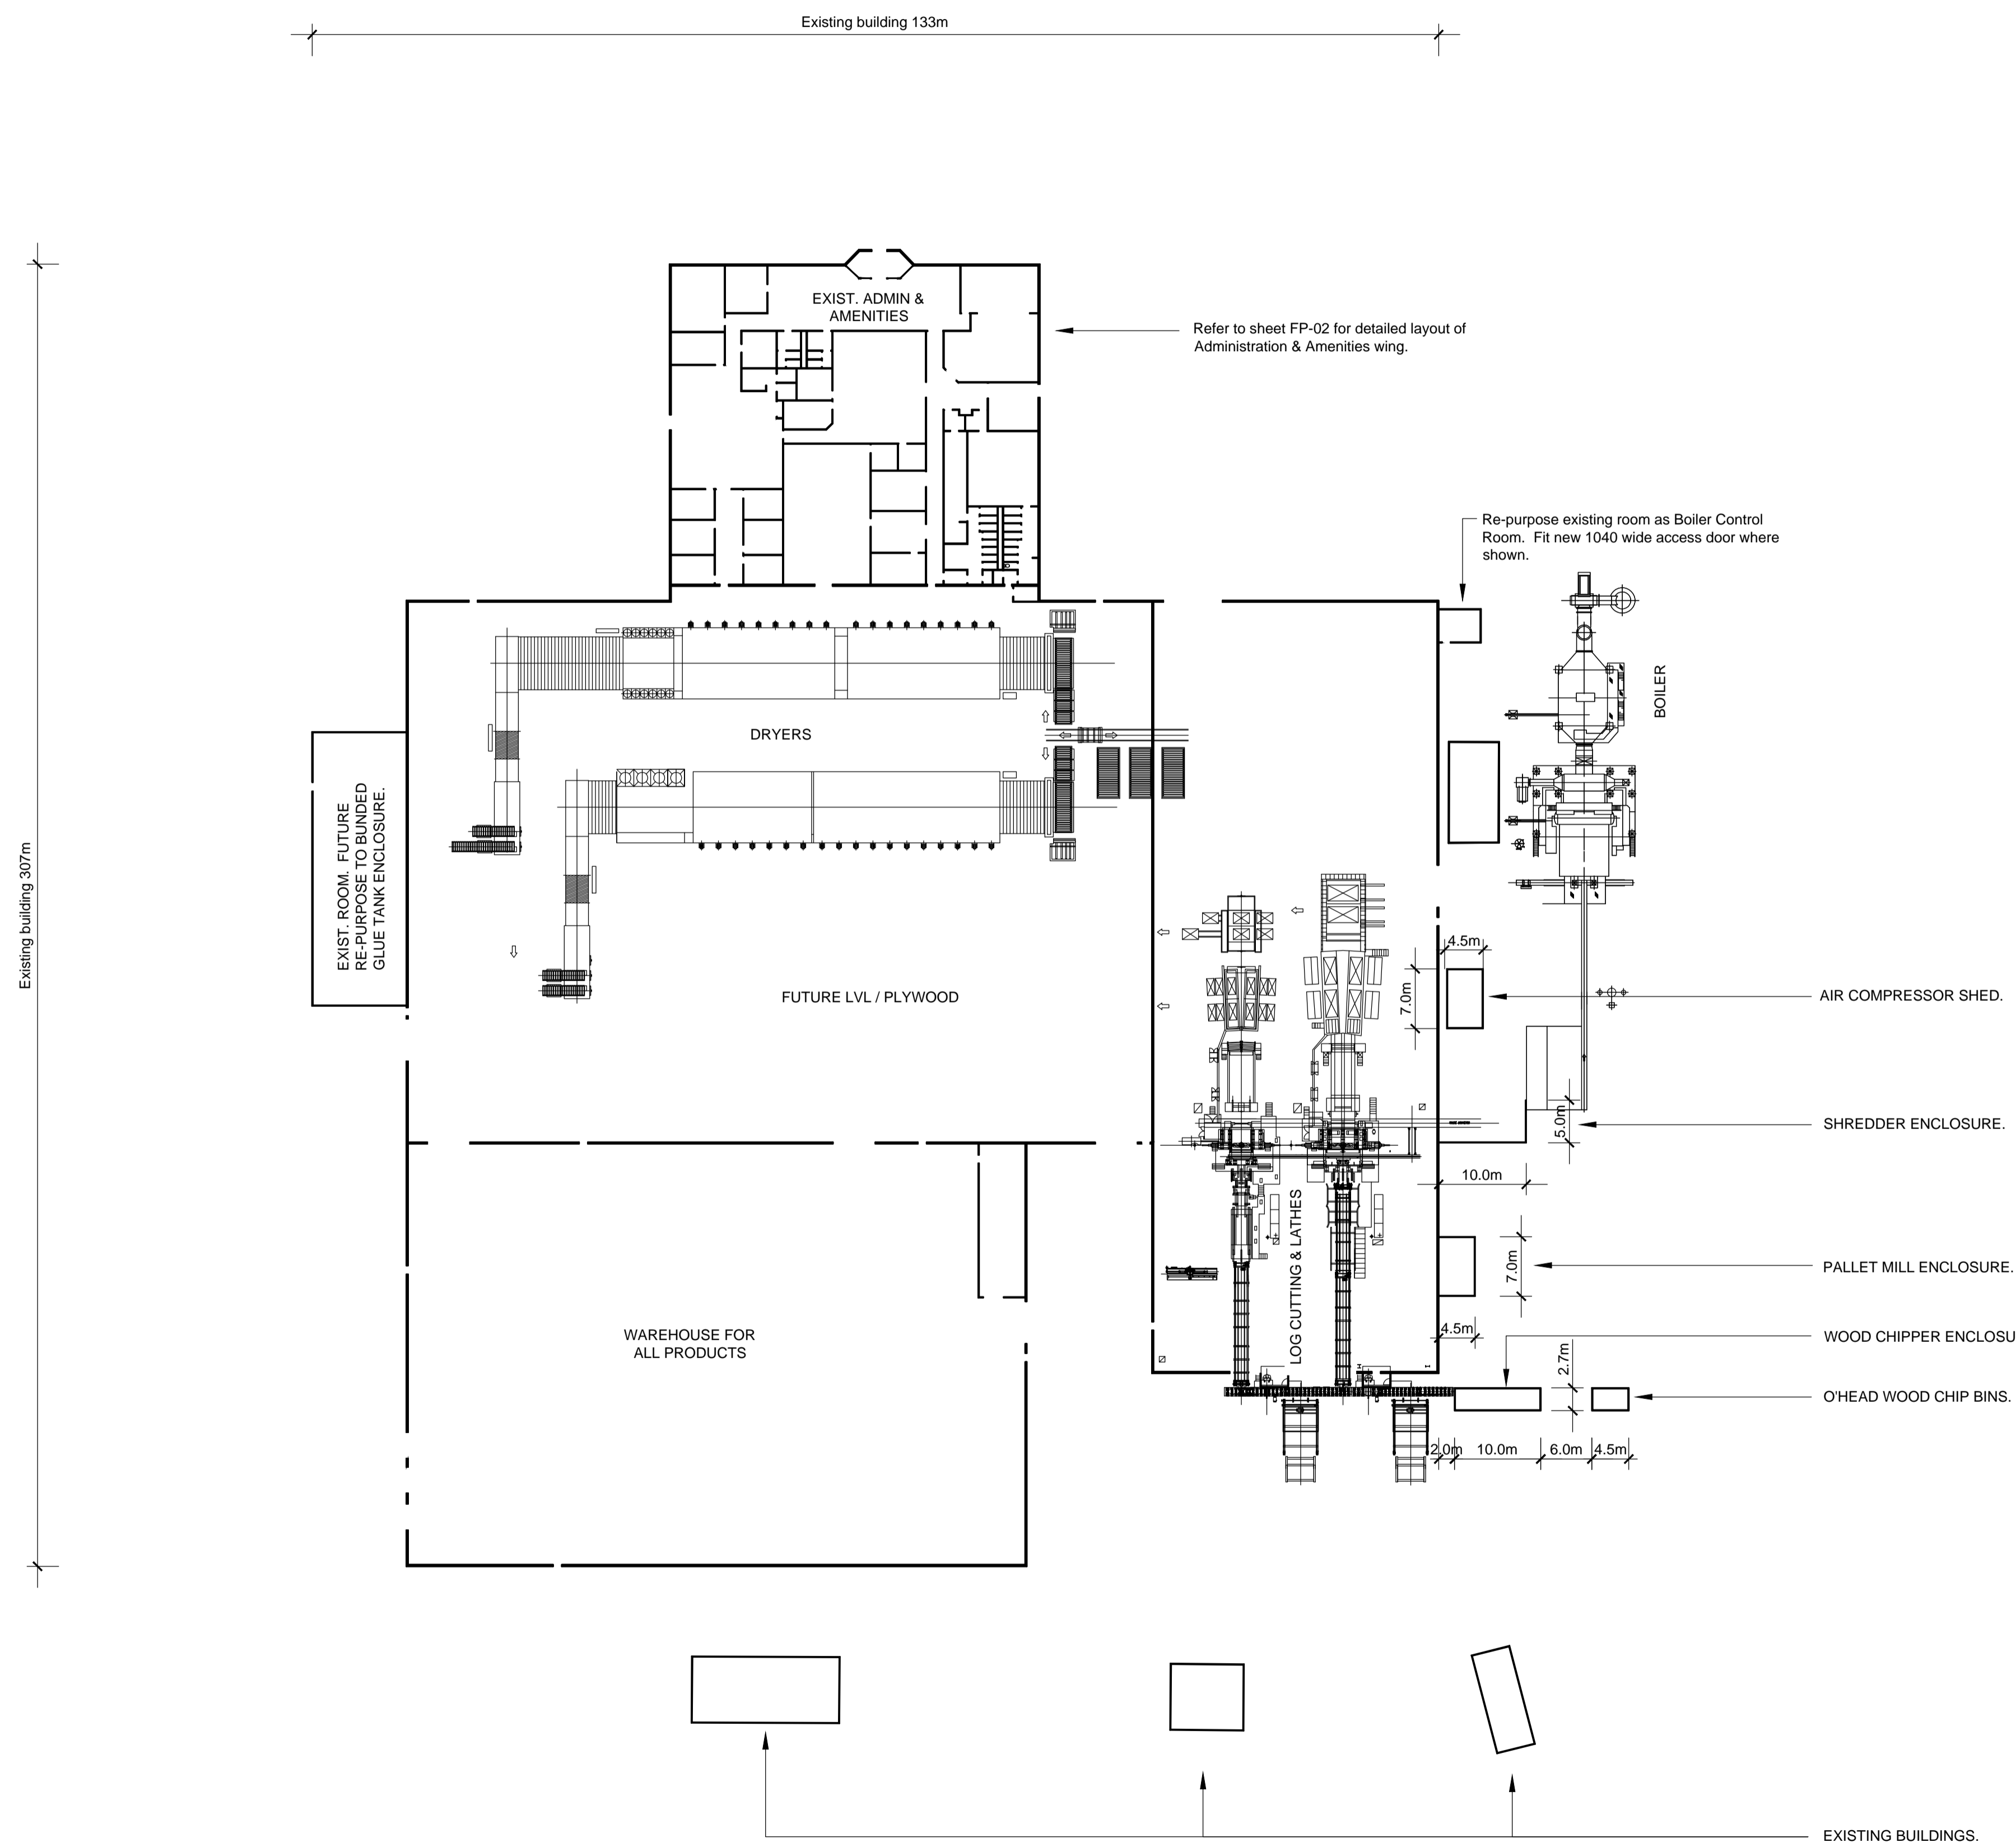 Existing building 133m
EXIST. ADMIN &
AMENITIES
Refer to sheet FP-02 for detailed layout of
Administration & Amenities wing.
Re-purpose existing room as Boiler Control
Room. Fit new 1040 wide access door where
shown.
BOILER
DRYERS
EXIST. ROOM. FUTURE
RE-PURPOSE TO BUNDED
GLUE TANK ENCLOSURE.
Existing building 307m
FUTURE LVL / PLYWOOD
4.5m
7.0m
AIR COMPRESSOR SHED.
5.0m
SHREDDER ENCLOSURE.
10.0m
LOG CUTTING & LATHES
7.0m
PALLET MILL ENCLOSURE.
4.5m
WAREHOUSE FOR
ALL PRODUCTS
WOOD CHIPPER ENCLOSU
2.7m
O'HEAD WOOD CHIP BINS.
2.0m
10.0m
6.0m
4.5m
EXISTING BUILDINGS.